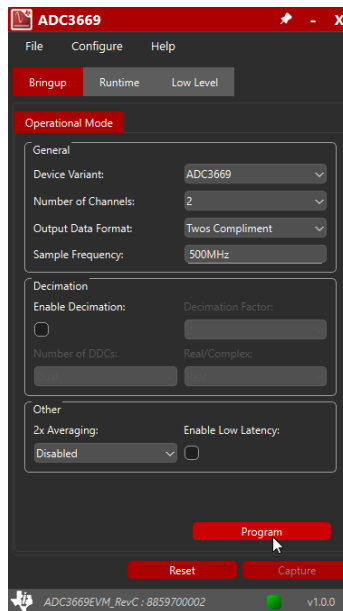 ADC3669
File Configure Help
Bringup Runtime Low Level
Operational Mode
General
Device Variant: ADC3669
Number of Channels: 2
Output Data Format: Twos Compliment
Sample Frequency: 500MHz
Decimation
Enable Decimation: Decimation Factor:
Number of DDCs: Real/Complex:
Other
2x Averaging: Enable Low Latency:
Disabled
Program
Reset Capture
ADC3669EVM_RevC : 8859700002 v1.0.0